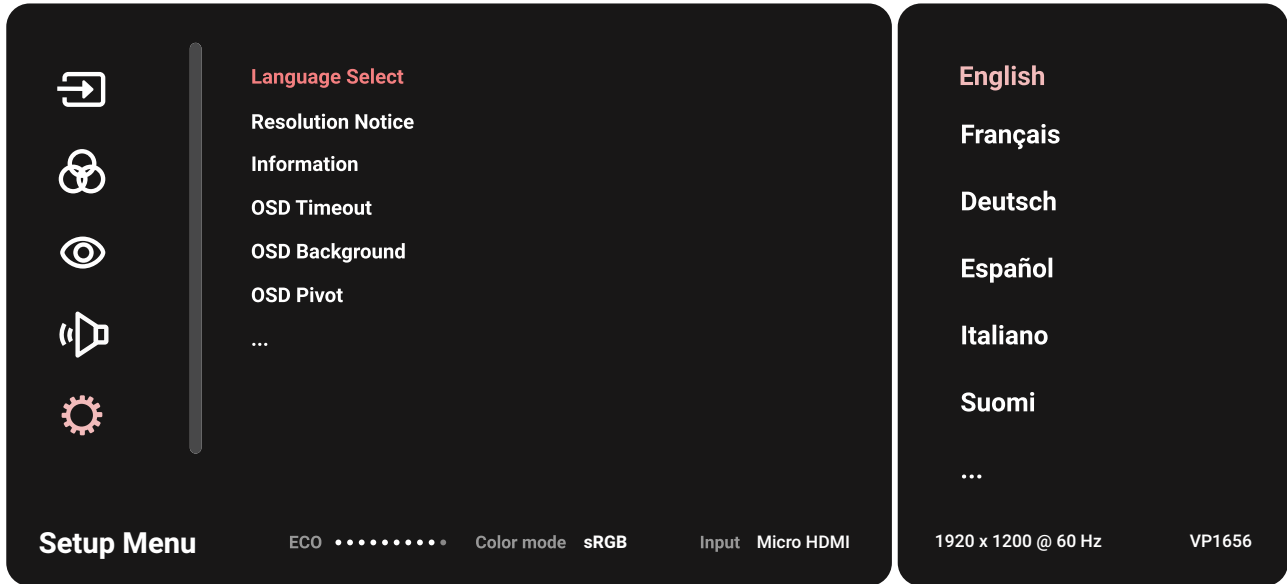 Language Select
Resolution Notice
Information
OSD Timeout
OSD Background
OSD Pivot
...
English
Français
Deutsch
Español
Italiano
Suomi
...
Setup Menu ECO Color mode sRGB Input Micro HDMI
1920 x 1200 @ 60 Hz VP1656